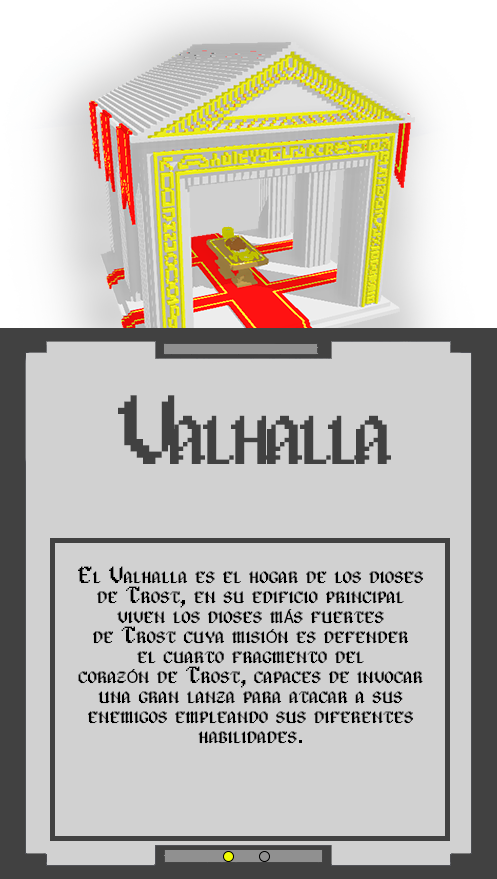 Valhalla
El Valhalla es el hogar de los dioses
de Trost, en su edificio principal
viven los dioses más fuertes
de Trost cuya misión es defender
el cuarto fragmento del
corazón de Trost, capaces de invocar
una gran lanza para atacar a sus
enemigos empleando sus diferentes
habilidades.